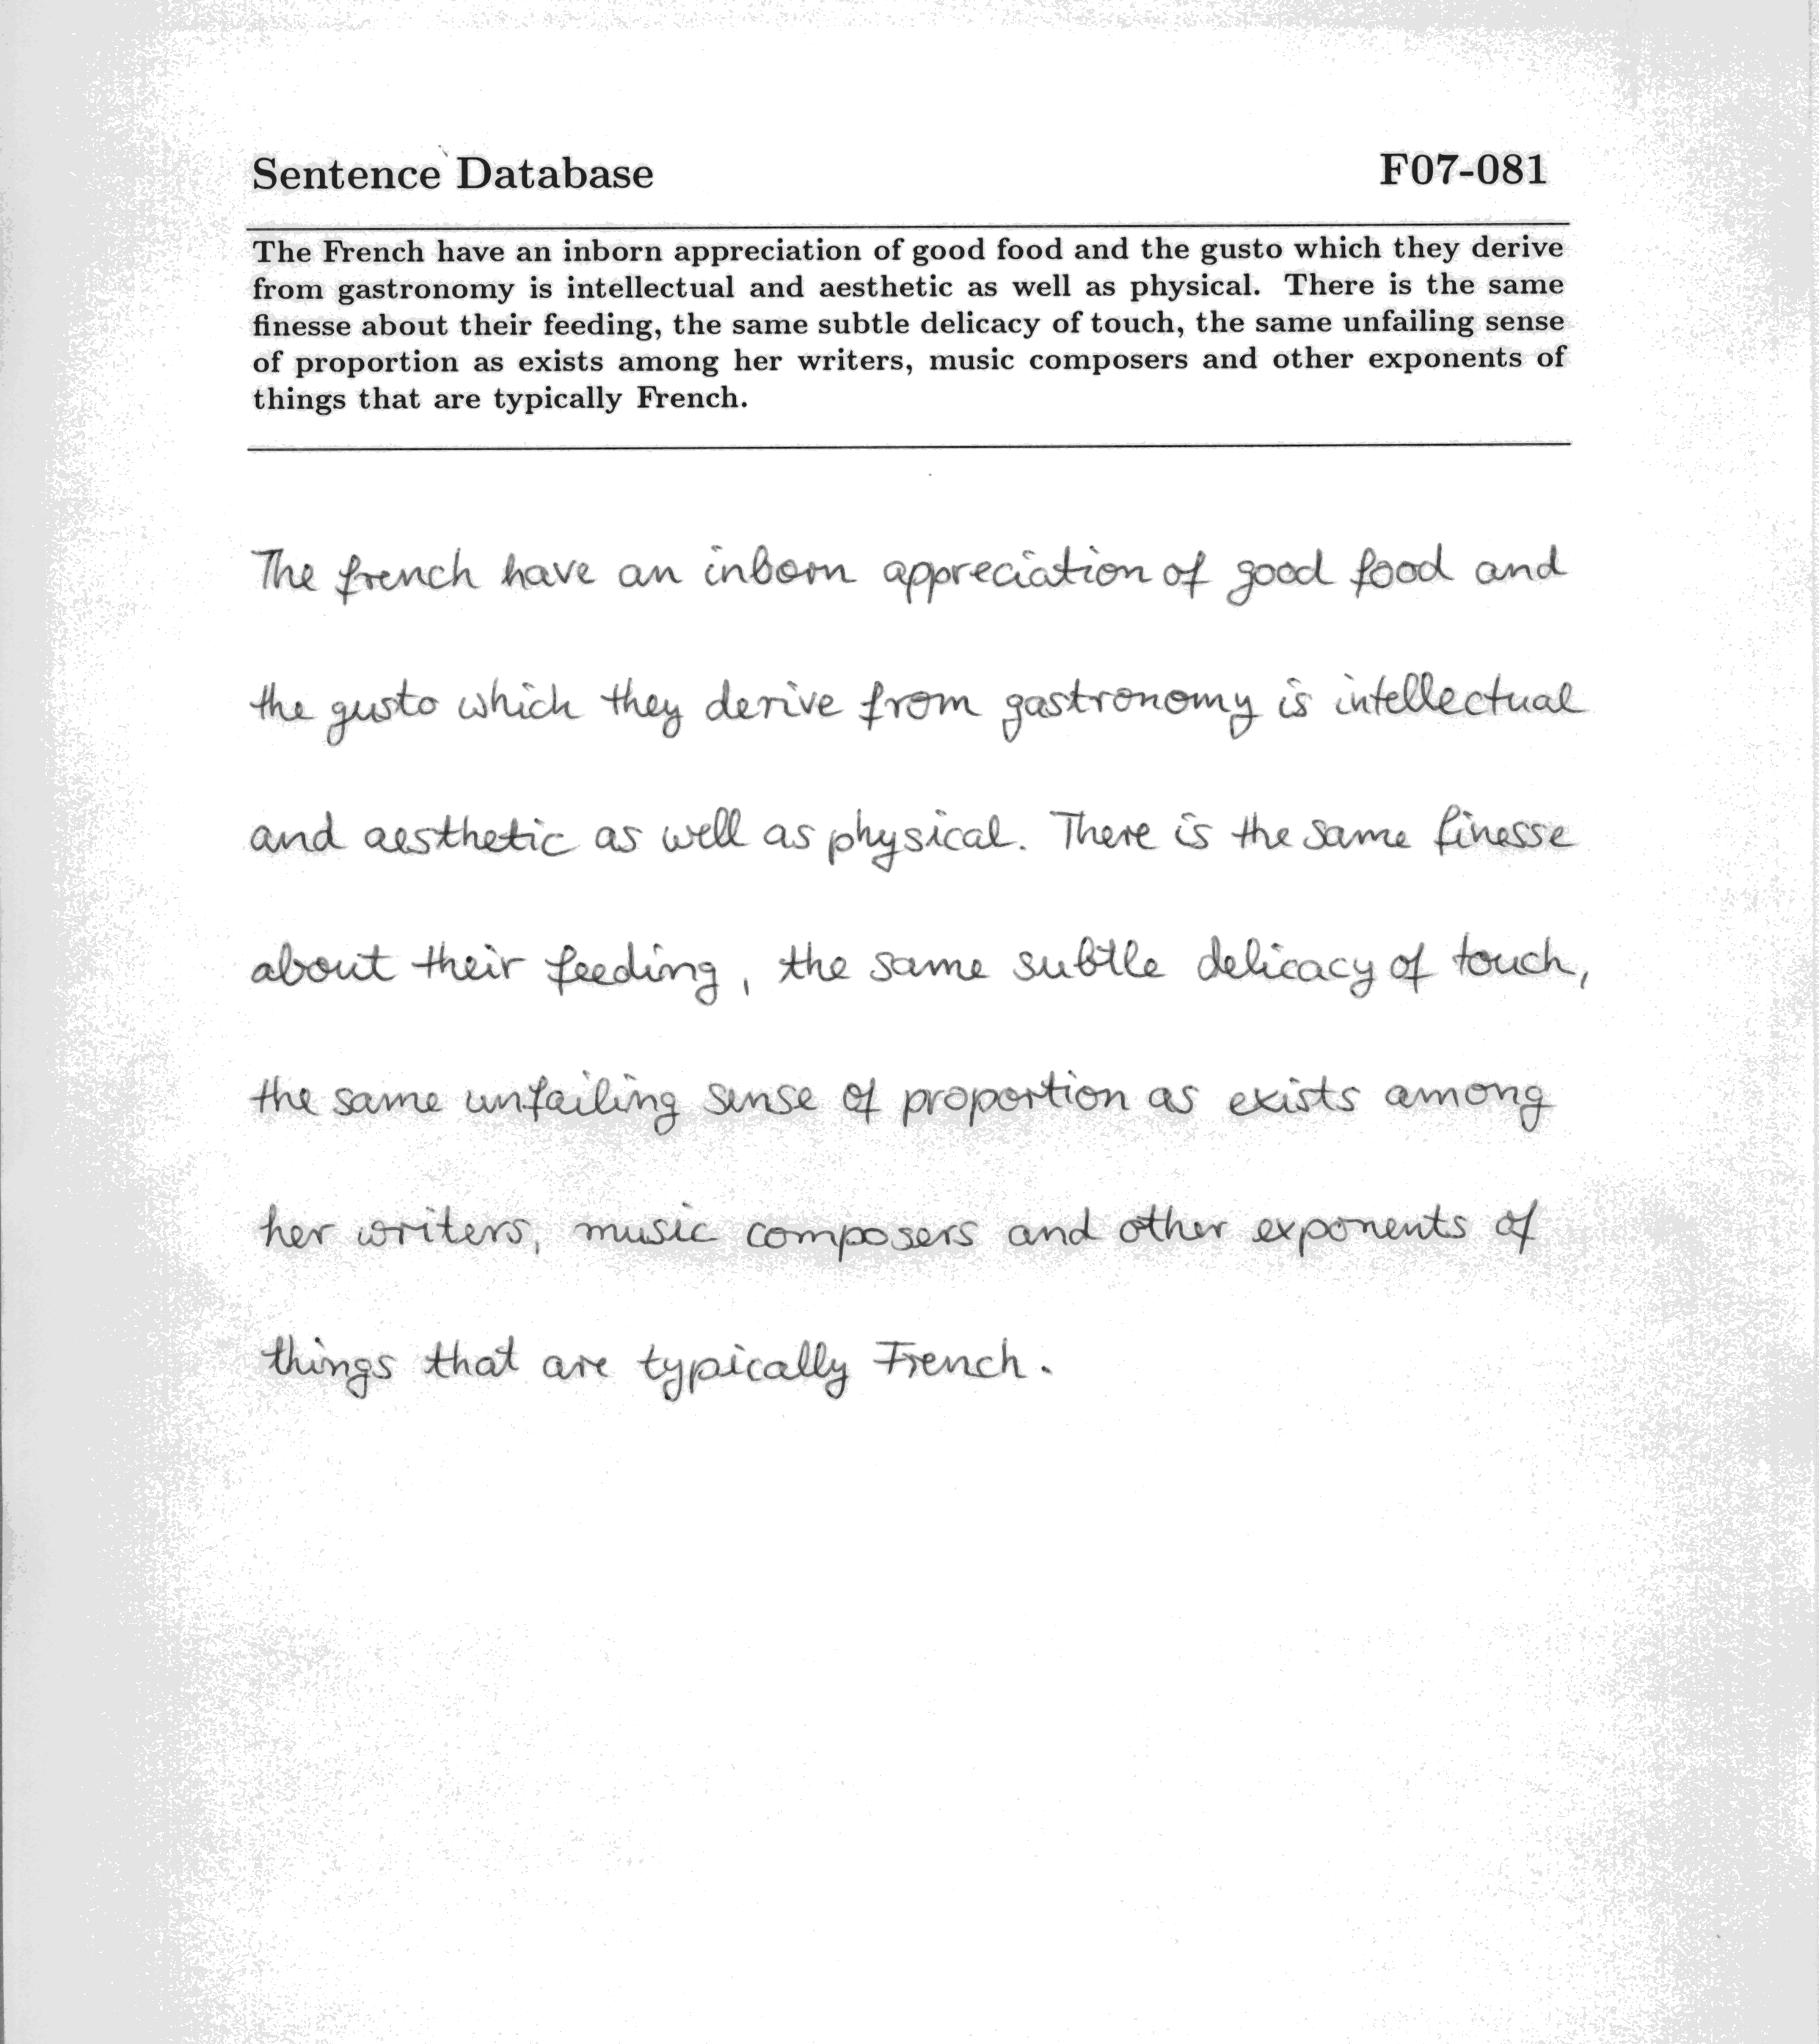 Sentence Database F07-081
The French have an inborn appreciation of good food and the gusto which they derive
from gastronomy is intellectual and aesthetic as well as physical. There is the same
finesse about their feeding, the same subtle delicacy of touch, the same unfailing sense
of proportion as exists among her writers, music composers and other exponents of
things that are typically French.
The french have an inborn appreciation of good food and
the gusto which they derive from gastronomy is intellectual
and aesthetic as well as physical. There is the same finesse
about their feeding, the same subtle delicacy of touch,
the same unfailing sense of proportion as exists among
her writers, music composers and other exponents of
things that are typically French.